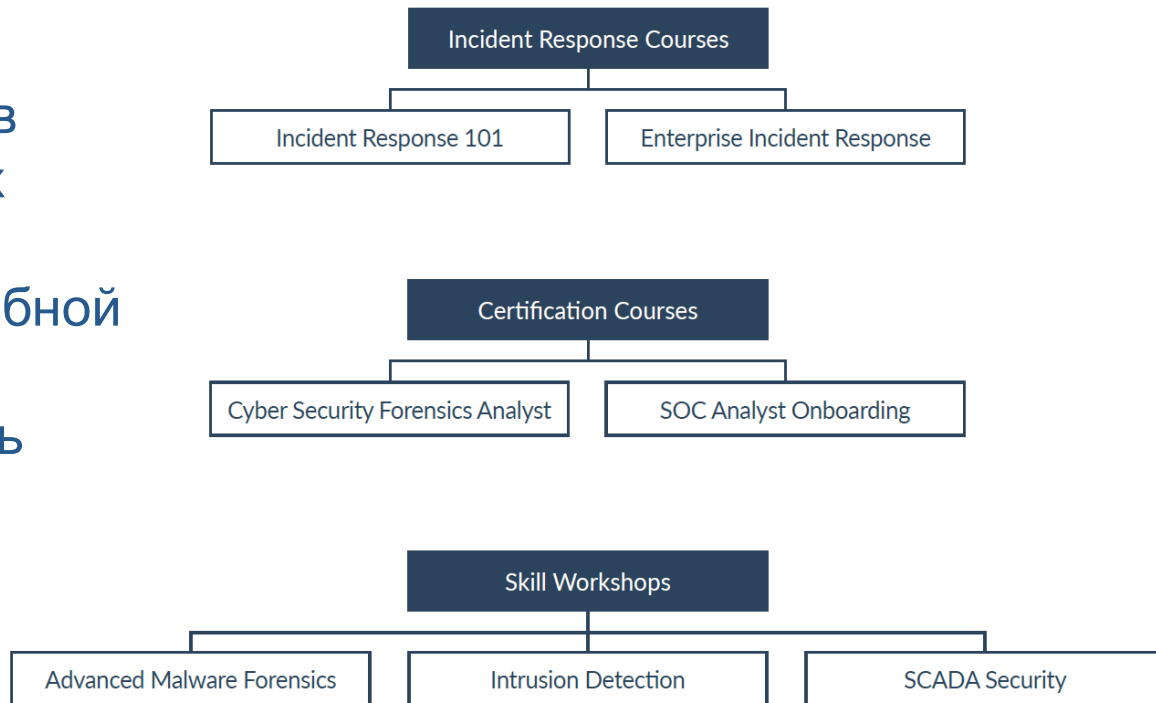 Incident Response Courses
Incident Response 101
Enterprise Incident Response
в
бной
ь
Certification Courses
Cyber Security Forensics Analyst
SOC Analyst Onboarding
Skill Workshops
Advanced Malware Forensics
Intrusion Detection
SCADA Security